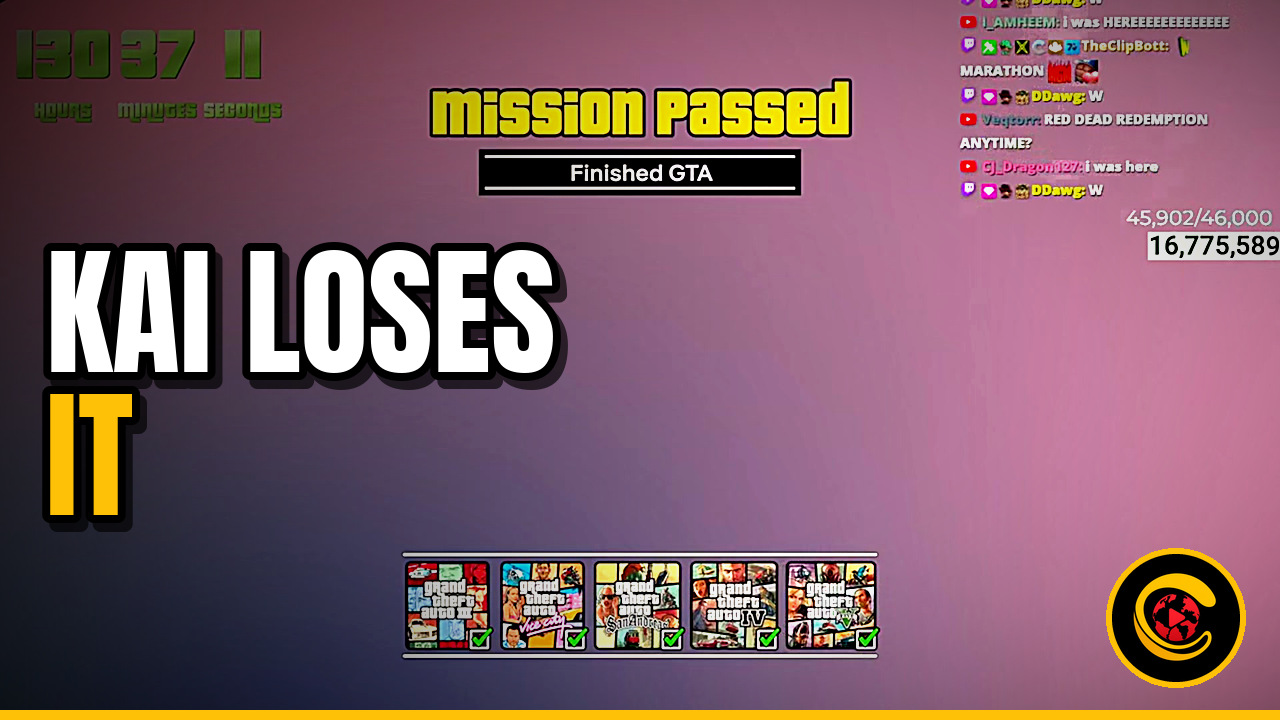 130 37 11
HOURS MINUTES SECONDS
mission passed
Finished GTA
KAI LOSES
IT
DDawg: W
I_AMHEEM: i was HEREEEEEEEEEEEEE
TheClipBott:
MARATHON
DDawg: W
Veqtorr: RED DEAD REDEMPTION
ANYTIME?
CJ_Dragon127: i was here
DDawg: W
45,902/46,000
16,775,589
grand theft auto III
grand theft auto vice city
grand theft auto San Andreas
grand theft auto IV
grand theft auto V